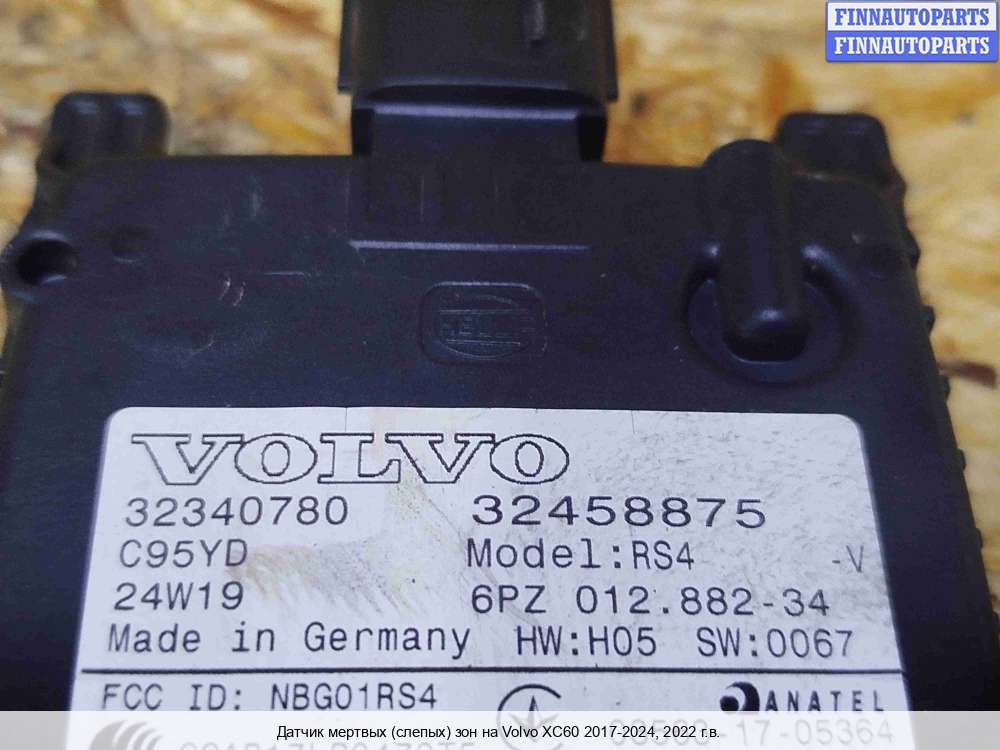 FINNAUTOPARTS
FINNAUTOPARTS
VOLVO
32340780 32458875
C95YD Model:RS4 -V
24W19 6PZ 012.882-34
Made in Germany HW:H05 SW:0067
FCC ID: NBG01RS4 ANATEL
Датчик мертвых (слепых) зон на Volvo XC60 2017-2024, 2022 г.в.